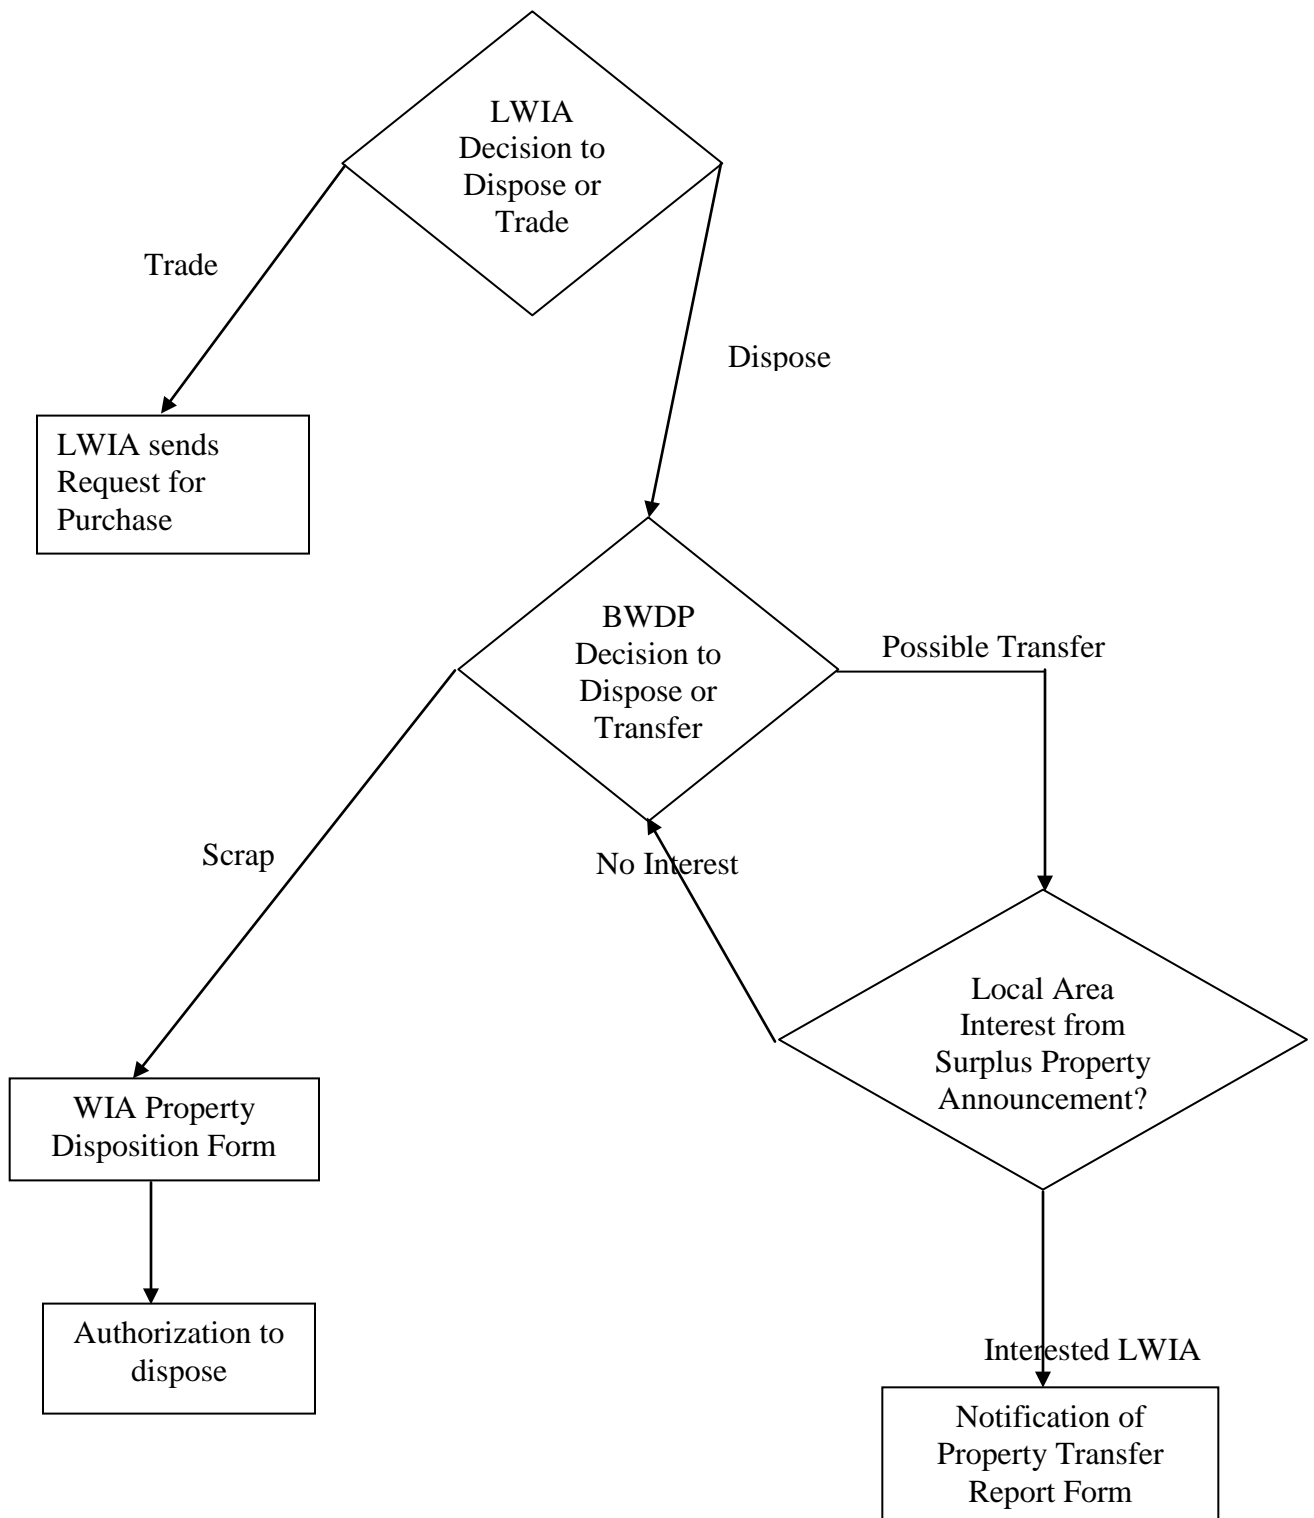 LWIA
Decision to
Dispose or
Trade
Trade
Dispose
LWIA sends
Request for
Purchase
BWDP
Decision to
Dispose or
Transfer
Possible Transfer
Scrap
No Interest
Local Area
Interest from
Surplus Property
Announcement?
WIA Property
Disposition Form
Authorization to
dispose
Interested LWIA
Notification of
Property Transfer
Report Form